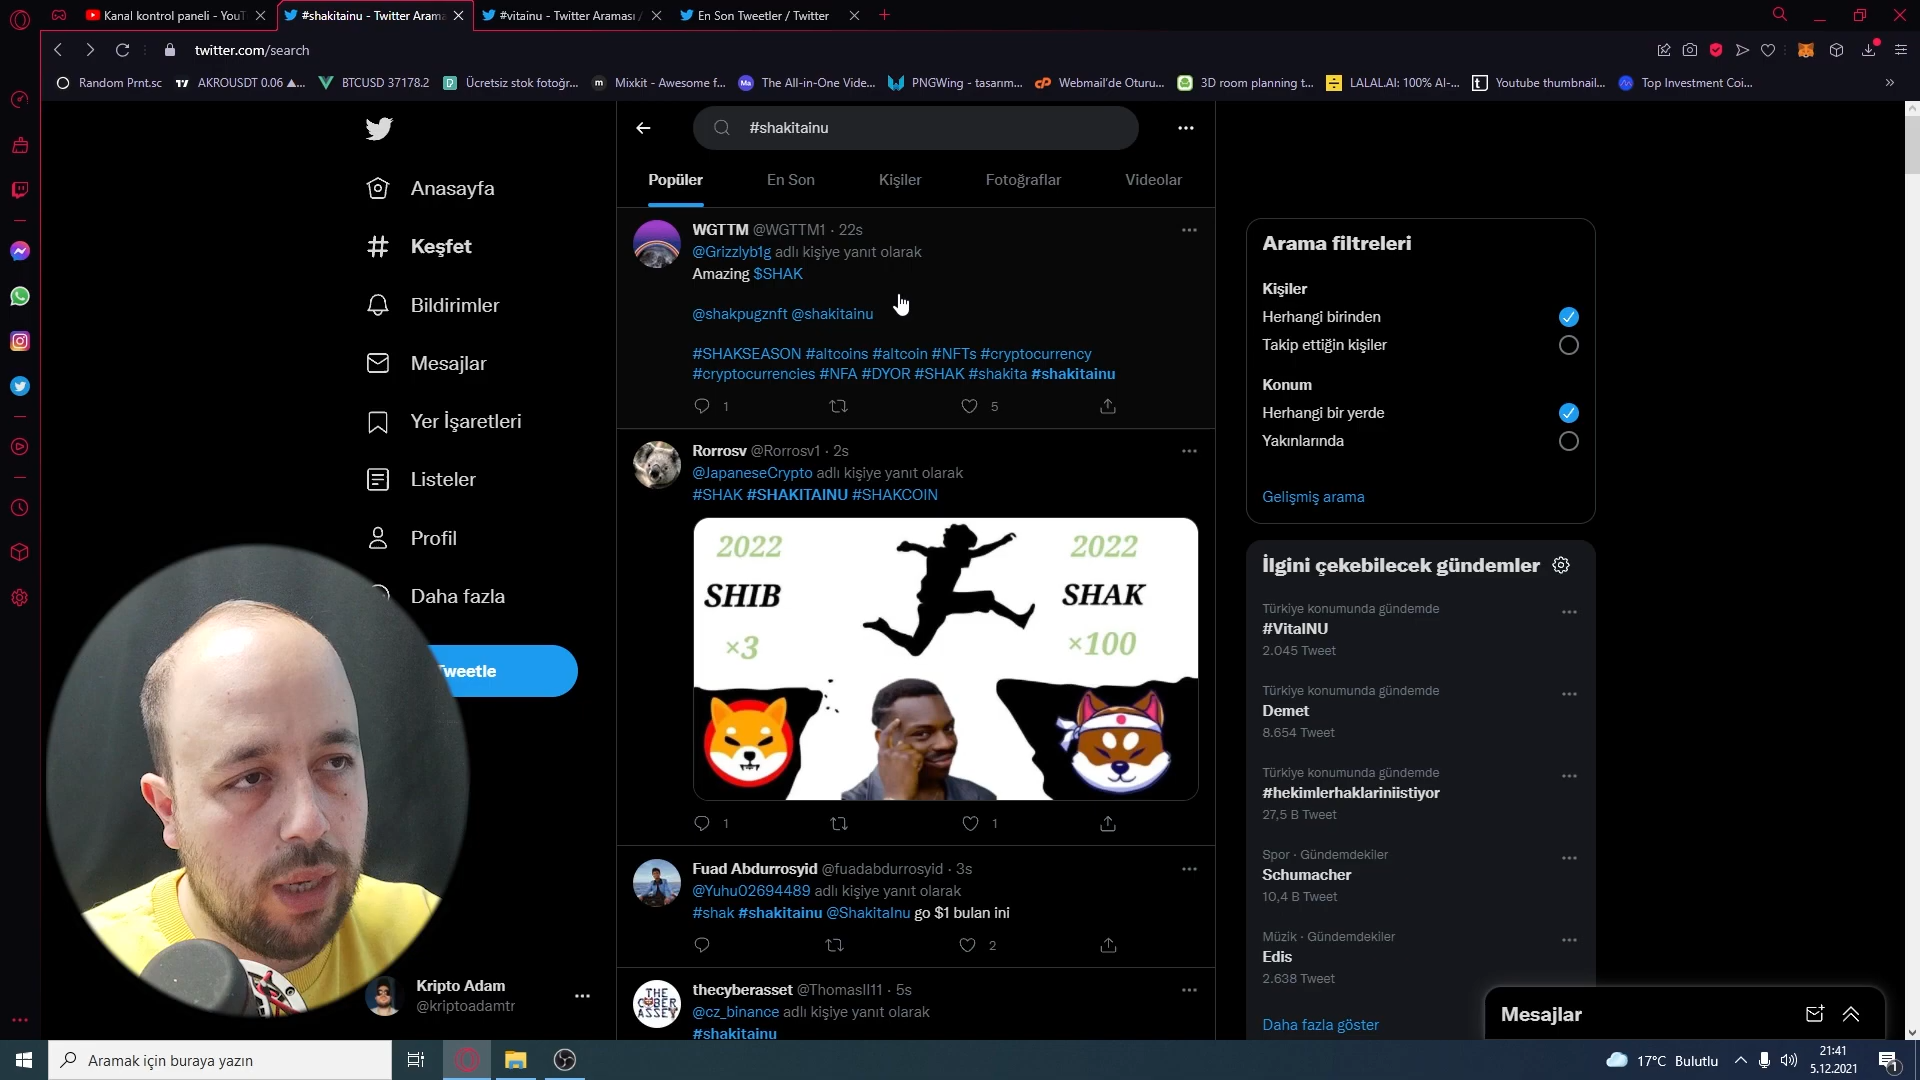 Kanal kontrol paneli - YouT
#shakitainu - Twitter Arama
#vitainu - Twitter Araması /
En Son Tweetler / Twitter
twitter.com/search
Random Prnt.sc
AKROUSDT 0.06 ▲...
BTCUSD 37178.2
Ücretsiz stok fotoğr...
Mixkit - Awesome f...
The All-in-One Vide...
PNGWing - tasarım...
Webmail'de Oturu...
3D room planning t...
LALAL.AI: 100% AI-...
Youtube thumbnail...
Top Investment Coi...
#shakitainu
Popüler
En Son
Kişiler
Fotoğraflar
Videolar
Anasayfa
Keşfet
Bildirimler
Mesajlar
Yer İşaretleri
Listeler
Profil
Daha fazla
Tweetle
Kripto Adam
@kriptoadamtr
WGTTM @WGTTM1 · 22s
@Grizzlyb1g adlı kişiye yanıt olarak
Amazing $SHAK
@shakpugznft @shakitainu
#SHAKSEASON #altcoins #altcoin #NFTs #cryptocurrency
#cryptocurrencies #NFA #DYOR #SHAK #shakita #shakitainu
1
5
Rorrosv @Rorrosv1 · 2s
@JapaneseCrypto adlı kişiye yanıt olarak
#SHAK #SHAKITAINU #SHAKCOIN
2022
SHIB
×3
2022
SHAK
×100
1
1
Fuad Abdurrosyid @fuadabdurrosyid · 3s
@Yuhu02694489 adlı kişiye yanıt olarak
#shak #shakitainu @ShakitaInu go $1 bulan ini
2
THE CYBER ASSET
thecyberasset @ThomasIl11 · 5s
@cz_binance adlı kişiye yanıt olarak
#shakitainu
Arama filtreleri
Kişiler
Herhangi birinden
Takip ettiğin kişiler
Konum
Herhangi bir yerde
Yakınlarında
Gelişmiş arama
İlgini çekebilecek gündemler
Türkiye konumunda gündemde
#VitaINU
2.045 Tweet
Türkiye konumunda gündemde
Demet
8.654 Tweet
Türkiye konumunda gündemde
#hekimlerhaklariniistiyor
27,5 B Tweet
Spor · Gündemdekiler
Schumacher
10,4 B Tweet
Müzik · Gündemdekiler
Edis
2.638 Tweet
Daha fazla göster
Mesajlar
Aramak için buraya yazın
17°C Bulutlu
21:41
5.12.2021
1